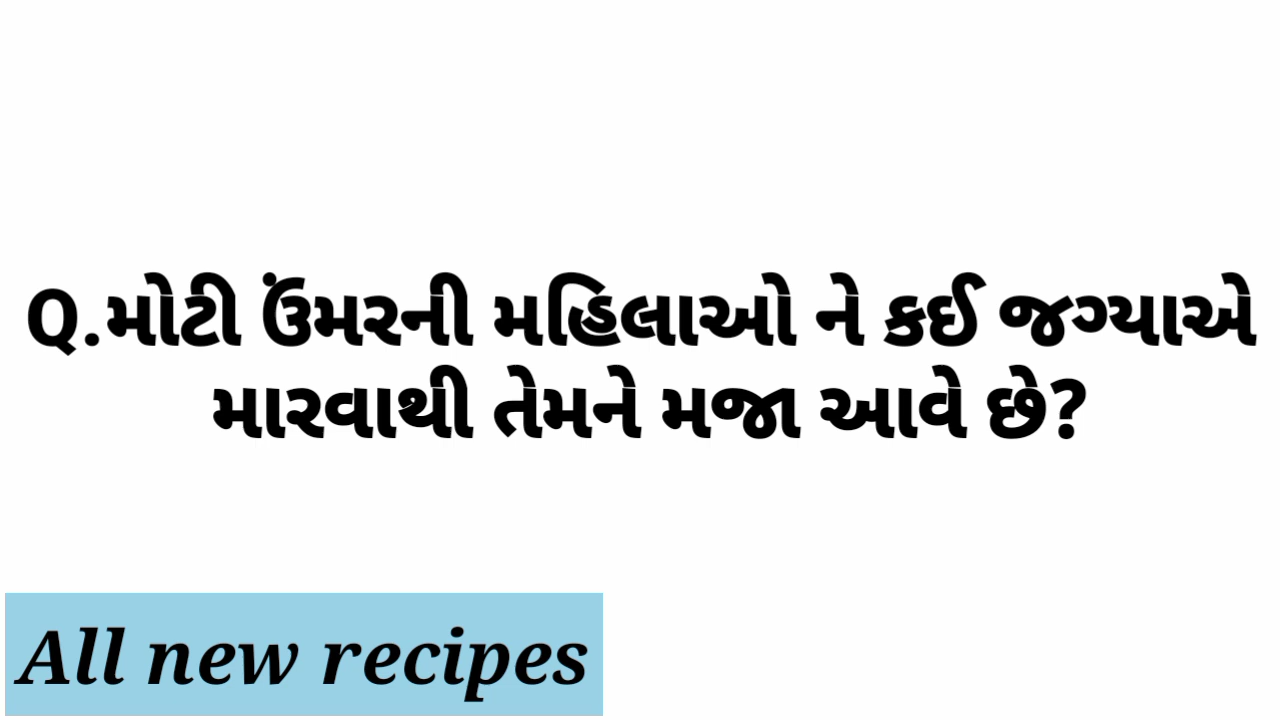 Q.મોટી ઉંમરની મહિલાઓ ને કઈ જગ્યાએ
મારવાથી તેમને મજા આવે છે?
All new recipes